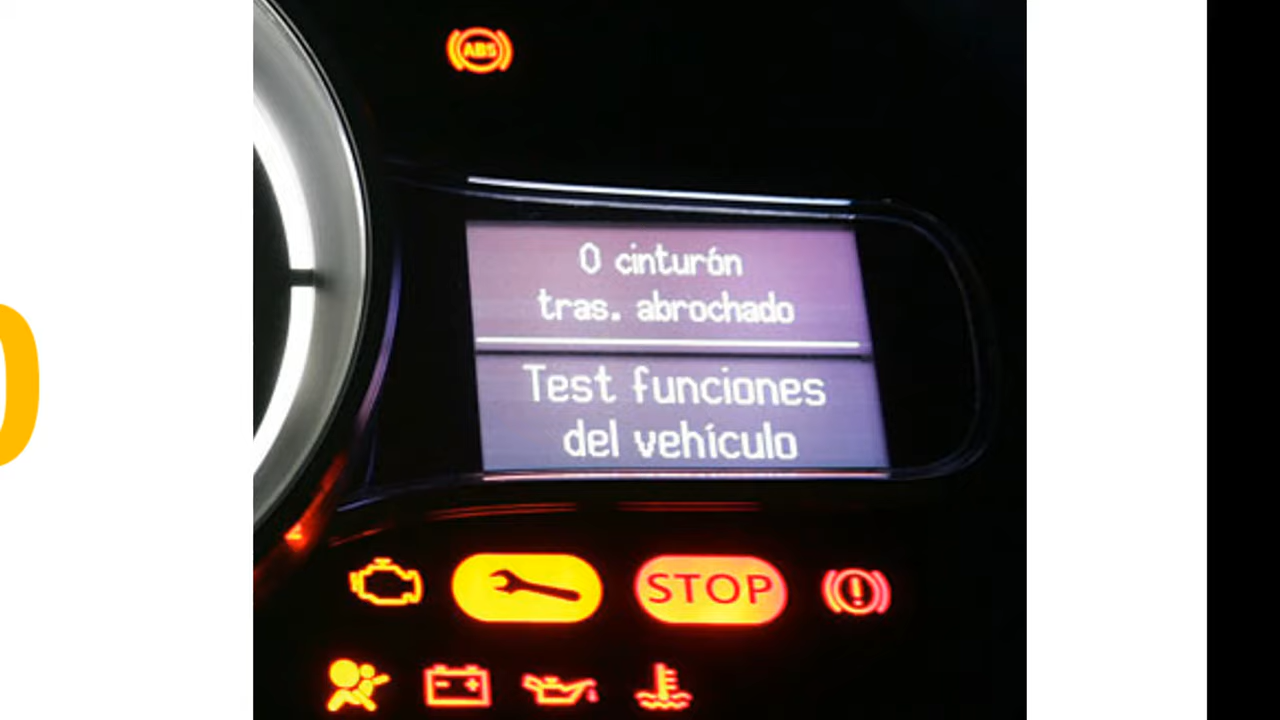 ABS
0 cinturón
tras. abrochado
Test funciones
del vehículo
STOP